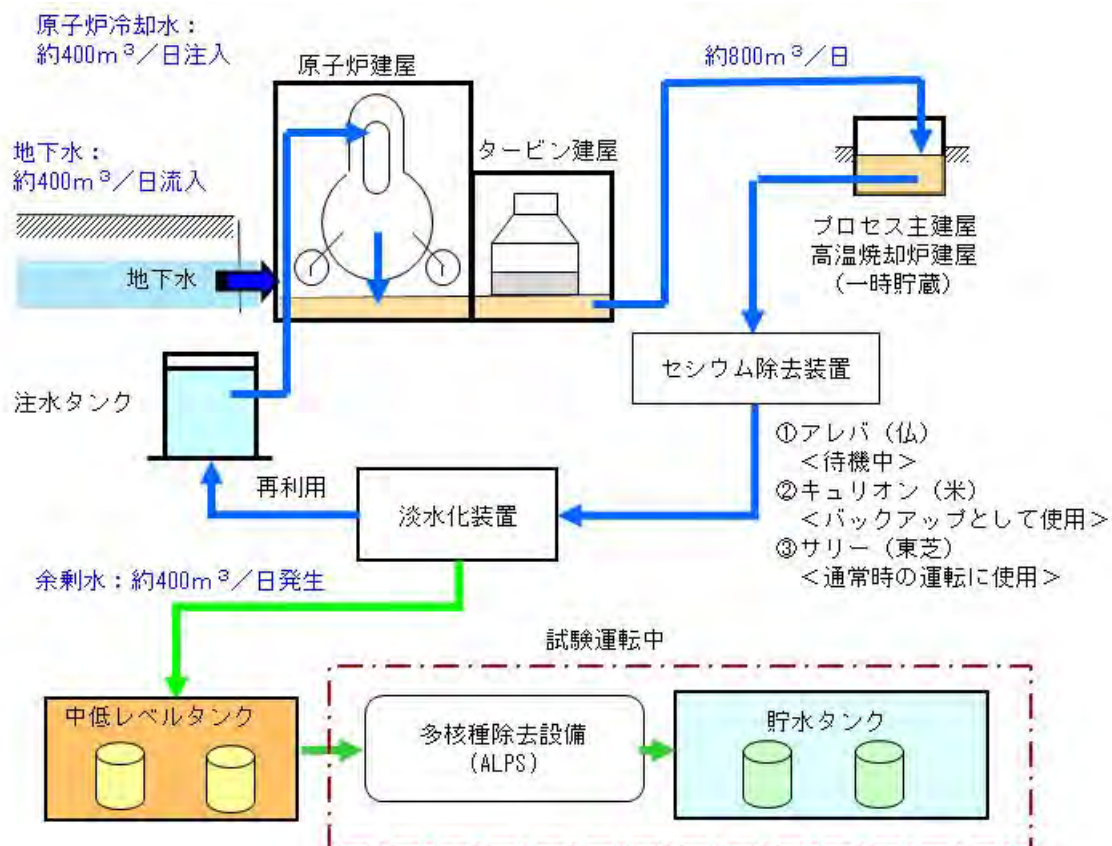 原子炉冷却水：
約400m³／日注入
原子炉建屋
約800m³／日
地下水：
約400m³／日流入
タービン建屋
地下水
プロセス主建屋
高温焼却炉建屋
（一時貯蔵）
セシウム除去装置
注水タンク
①アレバ（仏）
＜待機中＞
②キュリオン（米）
＜バックアップとして使用＞
③サリー（東芝）
＜通常時の運転に使用＞
再利用
淡水化装置
余剰水：約400m³／日発生
試験運転中
中低レベルタンク
多核種除去設備
(ALPS)
貯水タンク